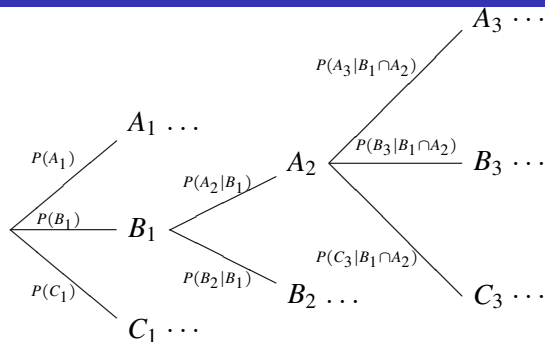 A₃ ⋯
P(A₃|B₁∩A₂)
A₁ ⋯
P(A₁)
A₂
P(B₃|B₁∩A₂)
B₃ ⋯
P(A₂|B₁)
P(B₁)
B₁
P(C₃|B₁∩A₂)
P(B₂|B₁)
P(C₁)
B₂ …
C₃ ⋯
C₁ ⋯